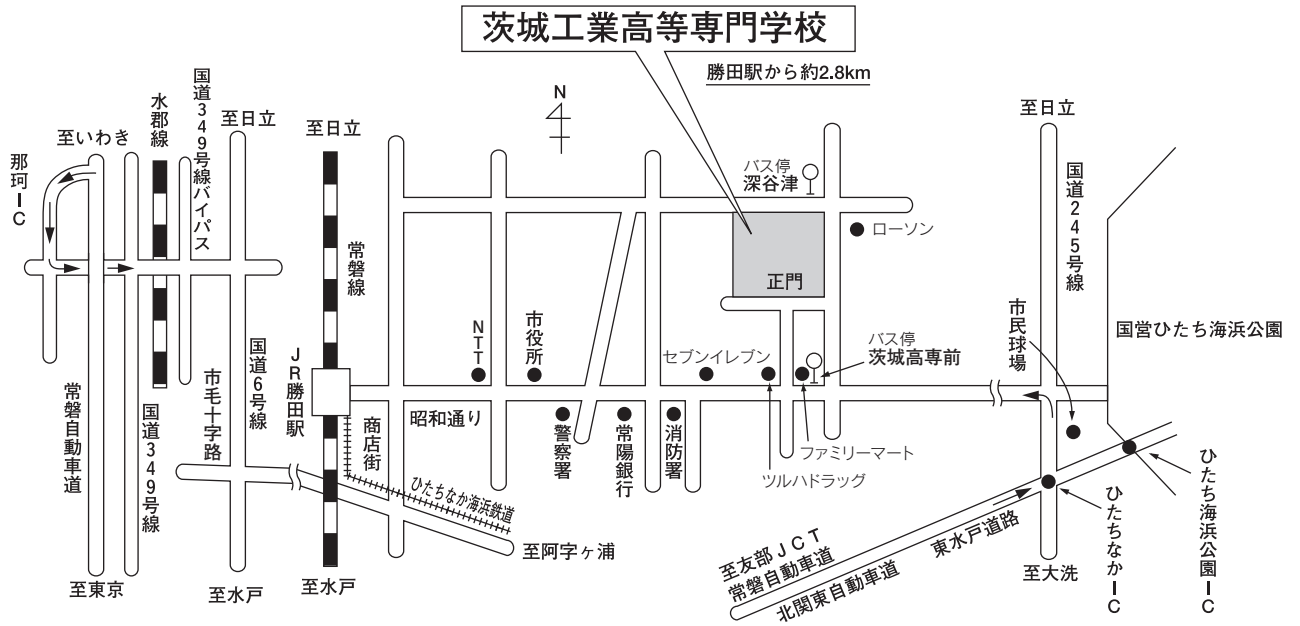 茨城工業高等専門学校
勝田駅から約2.8km
N
国道349号線バイパス
水郡線
至日立
至いわき
那珂IC
至日立
常磐線
バス停
深谷津
ローソン
正門
至日立
国道245号線
市民球場
国営ひたち海浜公園
NTT
市役所
セブンイレブン
バス停
茨城高専前
JR勝田駅
国道6号線
市毛十字路
国道349号線
常磐自動車道
商店街
昭和通り
警察署
常陽銀行
消防署
ファミリーマート
ツルハドラッグ
ひたちなか海浜鉄道
至阿字ヶ浦
至東京
至水戸
至水戸
至友部JCT
常磐自動車道
北関東自動車道
東水戸道路
至大洗
ひたちなかIC
ひたち海浜公園IC